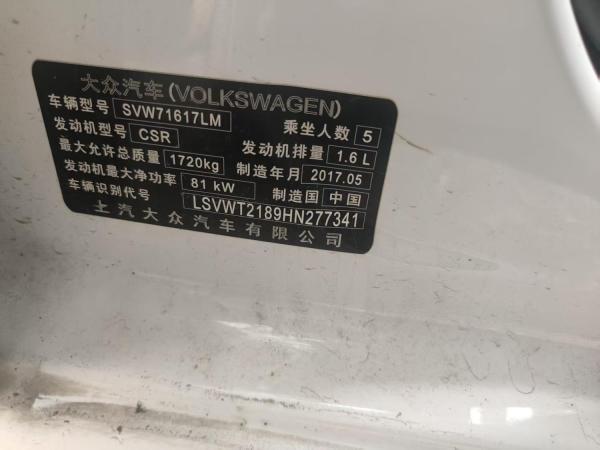 大众汽车(VOLKSWAGEN)
车辆型号 SVW71617LM 乘坐人数 5
发动机型号 CSR 发动机排量 1.6 L
最大允许总质量 1720kg 制造年月 2017.05
发动机最大净功率 81 kW 制造国 中国
车辆识别代号 LSVWT2189HN277341
上汽大众汽车有限公司